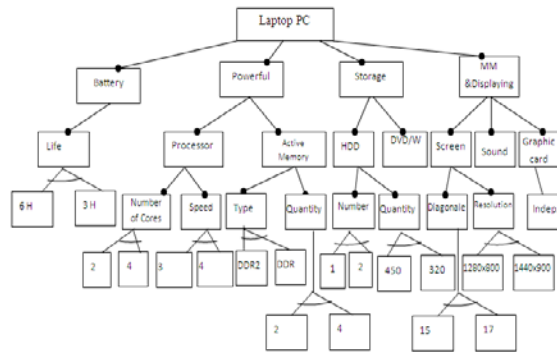 Laptop PC
Battery
Powerful
Storage
MM
&Displaying
Life
Processor
Active
Memory
HDD
DVD/W
Screen
Sound
Graphic
card
6 H
3 H
Number
of Cores
Speed
Type
Quantity
Number
Quantity
Diagonale
Resolution
Indep
2
4
3
4
DDR2
DDR
1
2
450
320
1280x800
1440x900
2
4
15
17